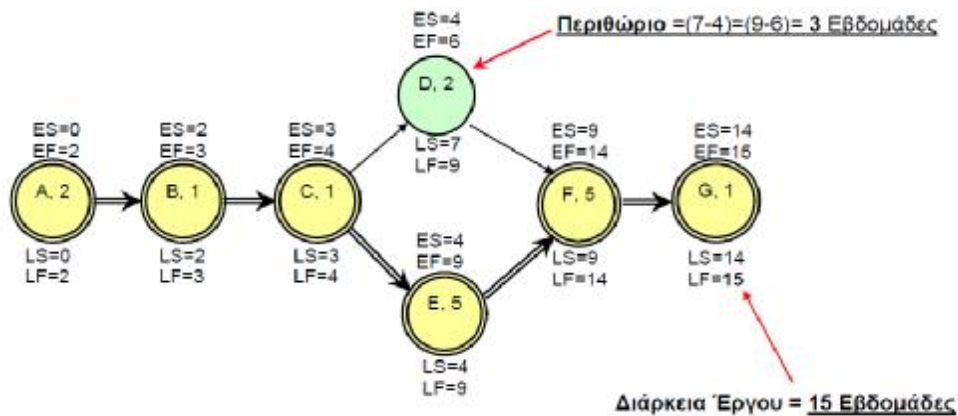 ES=4
EF=6
Περιθώριο =(7-4)=(9-6)= 3 Εβδομάδες
D, 2
LS=7
LF=9
ES=0
EF=2
A, 2
LS=0
LF=2
ES=2
EF=3
B, 1
LS=2
LF=3
ES=3
EF=4
C, 1
LS=3
LF=4
ES=4
EF=9
E, 5
LS=4
LF=9
ES=9
EF=14
F, 5
LS=9
LF=14
ES=14
EF=15
G, 1
LS=14
LF=15
Διάρκεια Έργου = 15 Εβδομάδες